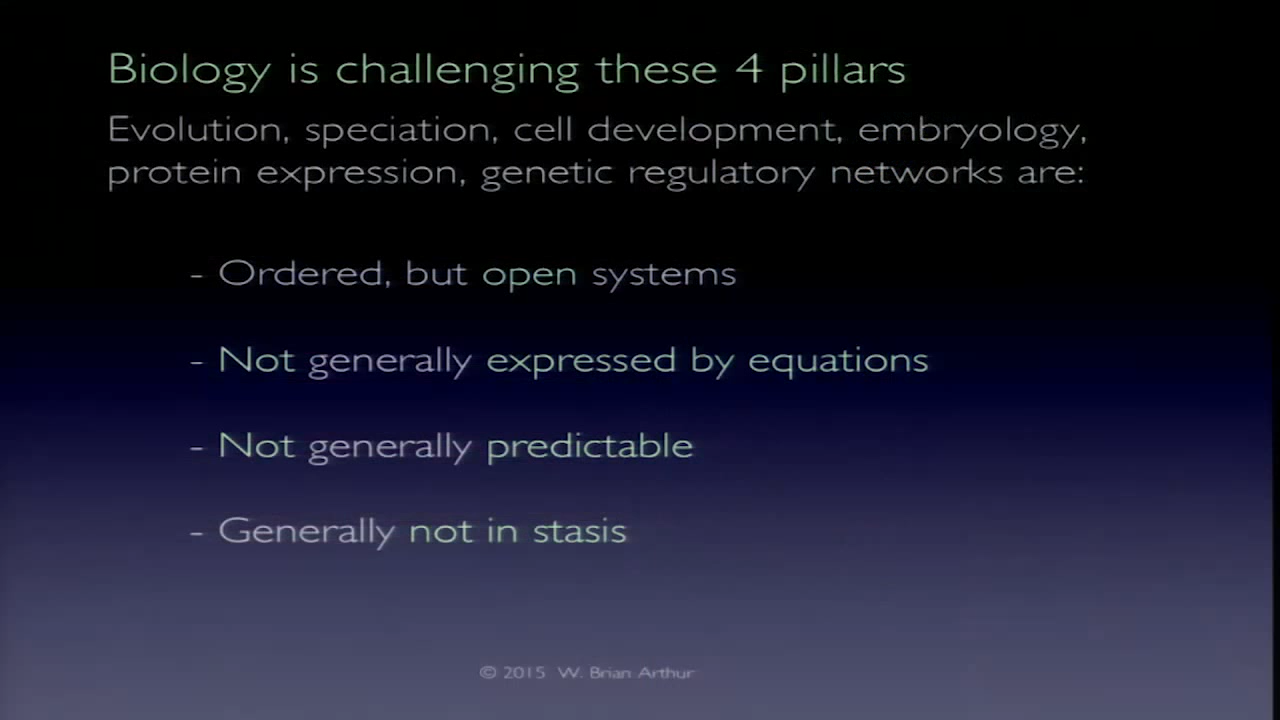 Biology is challenging these 4 pillars
Evolution, speciation, cell development, embryology,
protein expression, genetic regulatory networks are:
- Ordered, but open systems
- Not generally expressed by equations
- Not generally predictable
- Generally not in stasis
© 2015 W. Brian Arthur